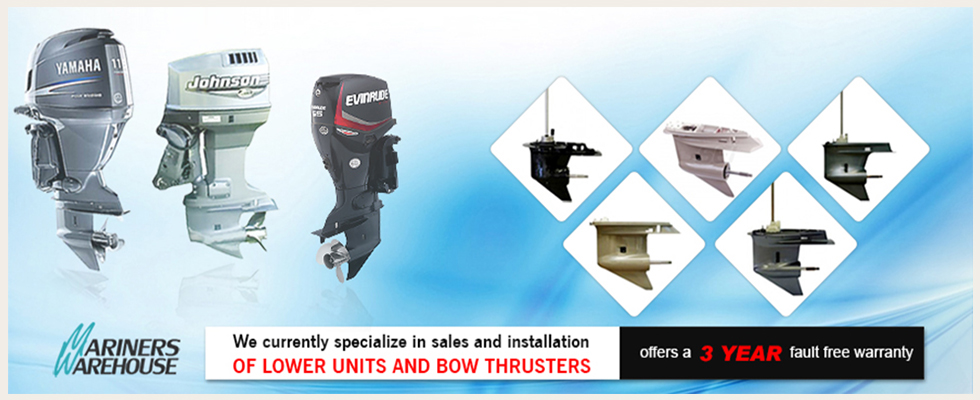 YAMAHA
Johnson
EVINRUDE
MARINERS
WAREHOUSE
We currently specialize in sales and installation
OF LOWER UNITS AND BOW THRUSTERS
offers a 3 YEAR fault free warranty